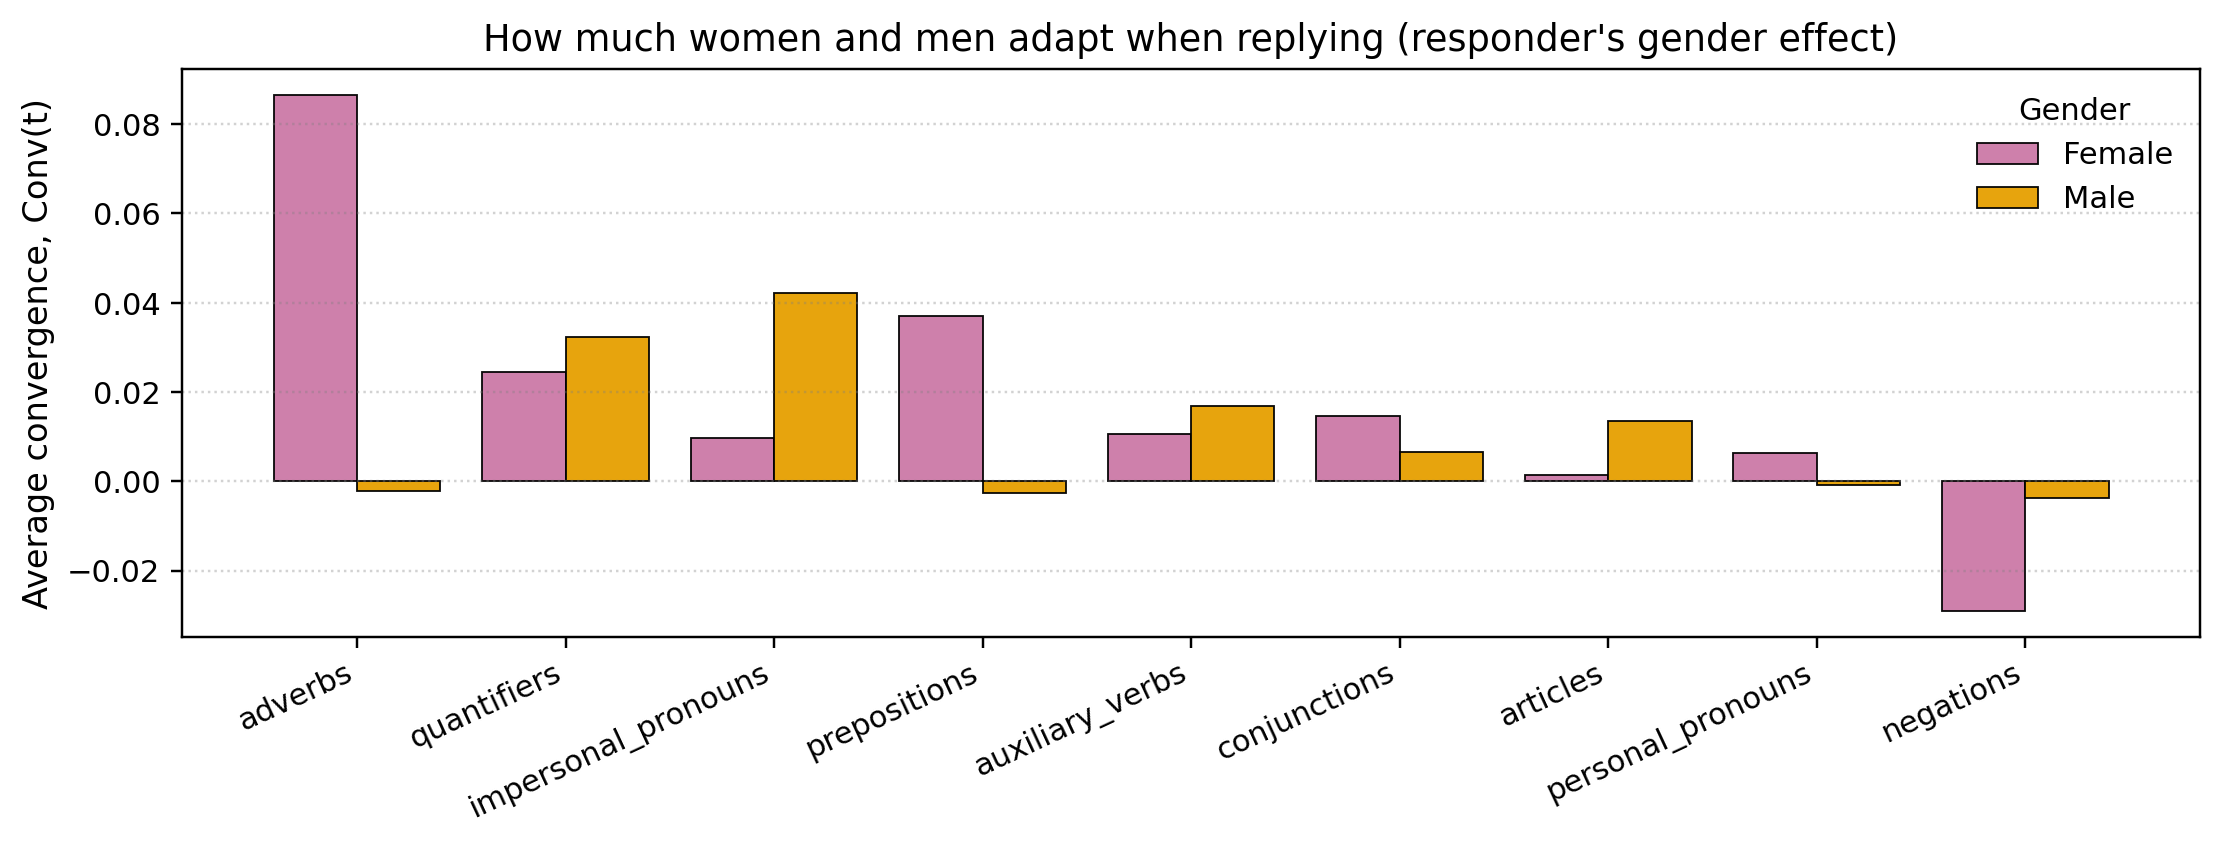 How much women and men adapt when replying (responder's gender effect)
Average convergence, Conv(t)
0.08
0.06
0.04
0.02
0.00
−0.02
Gender
Female
Male
adverbs
quantifiers
impersonal_pronouns
prepositions
auxiliary_verbs
conjunctions
articles
personal_pronouns
negations